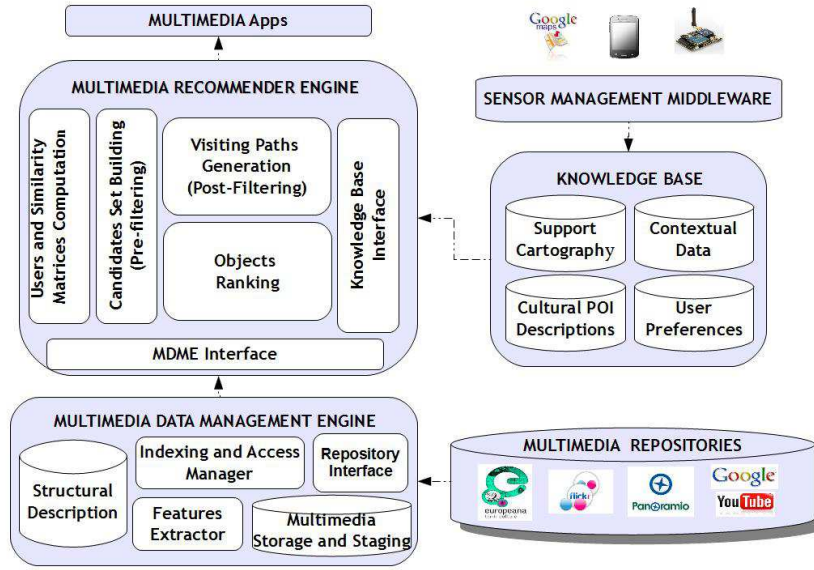 MULTIMEDIA Apps
Google
maps
SENSOR MANAGEMENT MIDDLEWARE
MULTIMEDIA RECOMMENDER ENGINE
Users and Similarity
Matrices Computation
Candidates Set Building
(Pre-filtering)
Visiting Paths
Generation
(Post-Filtering)
Objects
Ranking
Knowledge Base
Interface
MDME Interface
KNOWLEDGE BASE
Support
Cartography
Contextual
Data
Cultural POI
Descriptions
User
Preferences
MULTIMEDIA DATA MANAGEMENT ENGINE
Structural
Description
Indexing and Access
Manager
Repository
Interface
Features
Extractor
Multimedia
Storage and Staging
MULTIMEDIA REPOSITORIES
europeana
flickr
Panoramio
Google
YouTube